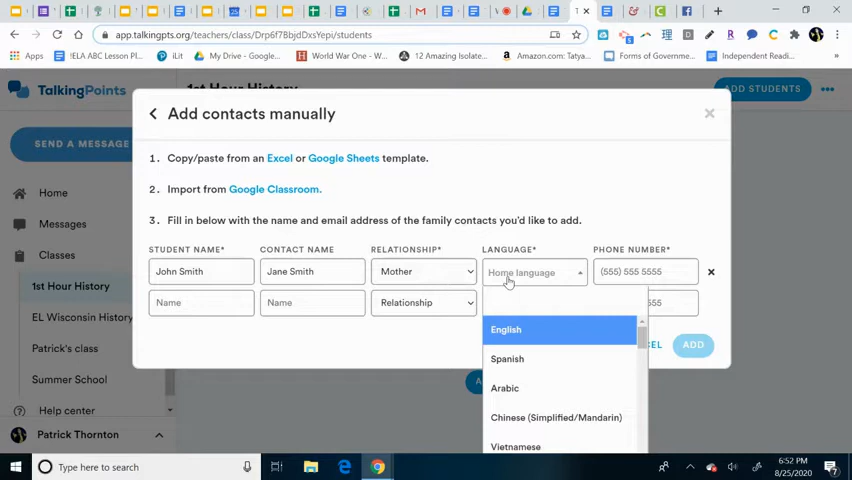 app.talkingpts.org/teachers/class/Drp6f7BbjdDxsYepi/students
Apps
!ELA ABC Lesson Pl...
iLit
My Drive - Google...
World War One - W...
12 Amazing Isolate...
Amazon.com: Tatya...
Forms of Governme...
Independent Readi...
TalkingPoints
1st Hour History
ADD STUDENTS
SEND A MESSAGE
Home
Messages
Classes
1st Hour History
EL Wisconsin History
Patrick's class
Summer School
Help center
Patrick Thornton
Add contacts manually
1. Copy/paste from an Excel or Google Sheets template.
2. Import from Google Classroom.
3. Fill in below with the name and email address of the family contacts you'd like to add.
STUDENT NAME* CONTACT NAME RELATIONSHIP* LANGUAGE* PHONE NUMBER*
John Smith Jane Smith Mother Home language (555) 555 5555
Name Name Relationship 555
English
Spanish
Arabic
Chinese (Simplified/Mandarin)
Vietnamese
CEL ADD
Type here to search
6:52 PM
8/25/2020